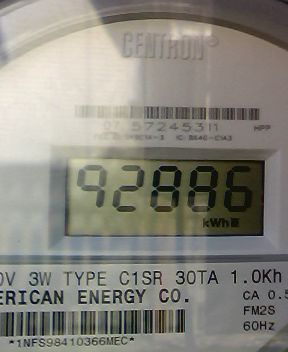 CENTRON®
07 57245311 HPP
92886
kWh
0V 3W TYPE C1SR 30TA 1.0Kh
ERICAN ENERGY CO.
CA 0.5
FM2S
60Hz
*1NFS98410366MEC*